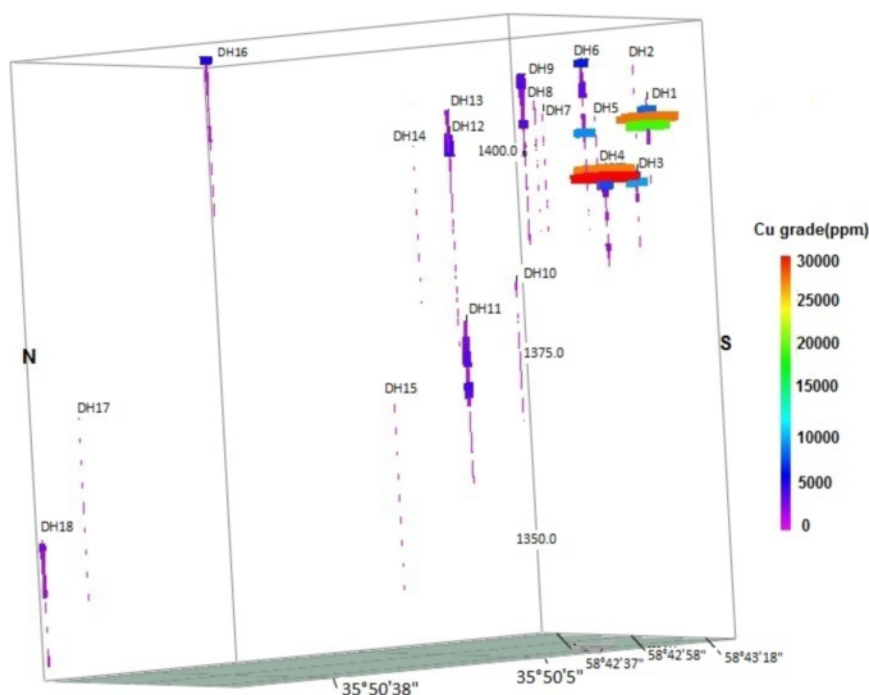 DH16
DH6
DH2
DH9
DH8
DH1
DH13
DH7
DH5
DH14
DH12
1400.0
DH4
DH3
Cu grade(ppm)
30000
25000
20000
15000
10000
5000
0
DH10
DH11
N
S
1375.0
DH15
DH17
DH18
1350.0
35°50'38"
35°50'5"
58°42'37"
58°42'58"
58°43'18"